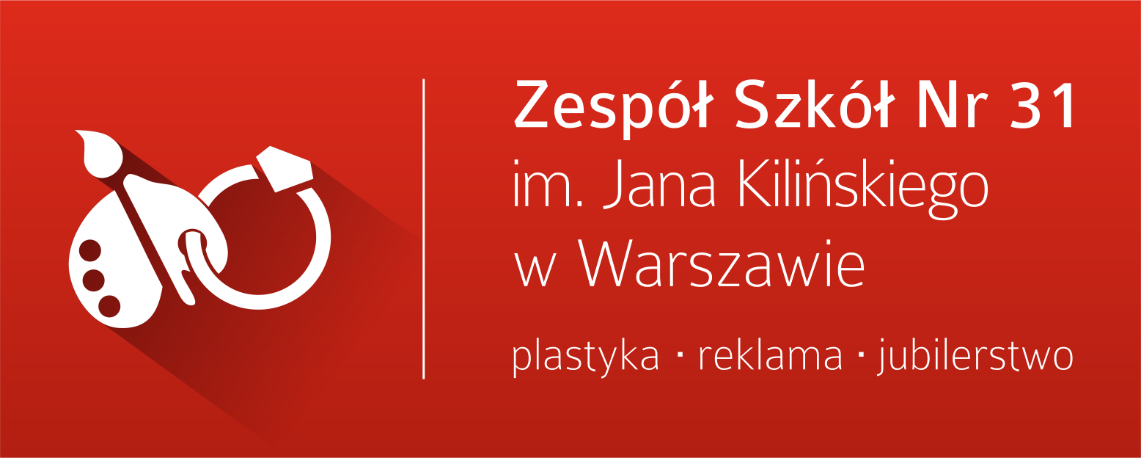 Zespół Szkół Nr 31
im. Jana Kilińskiego
w Warszawie
plastyka · reklama · jubilerstwo